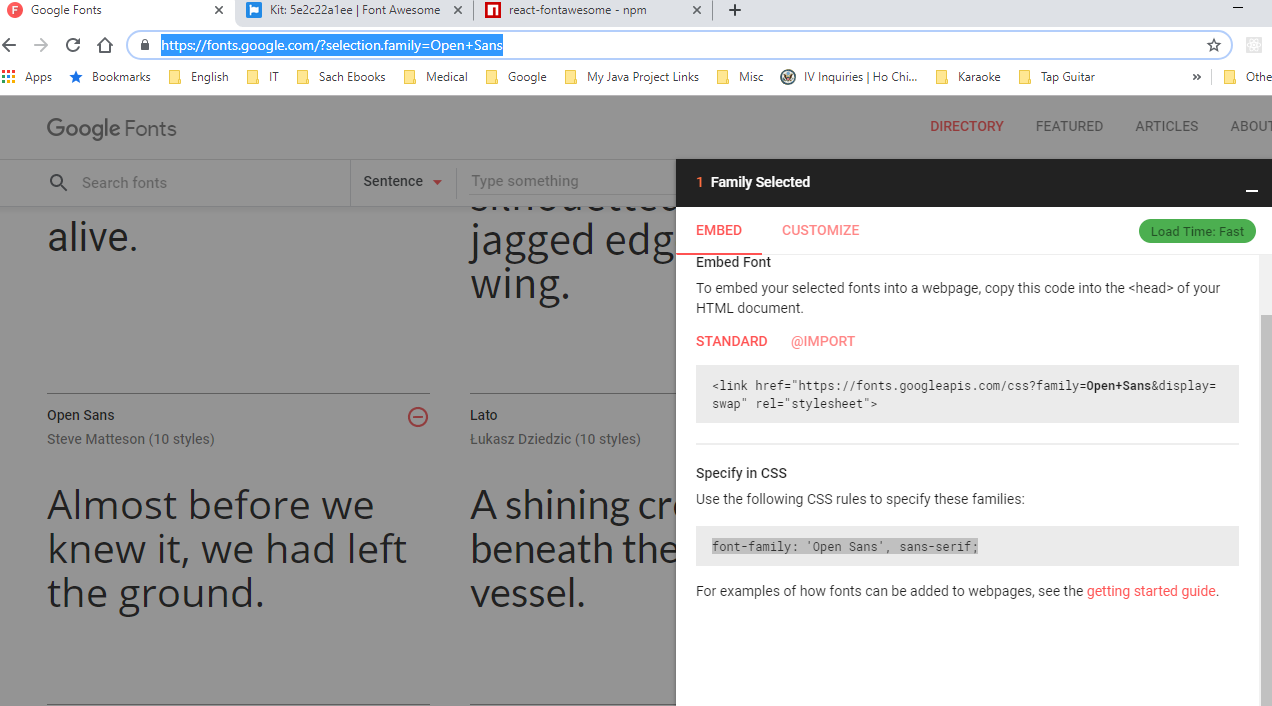 Google Fonts
Kit: 5e2c22a1ee | Font Awesome
react-fontawesome - npm
https://fonts.google.com/?selection.family=Open+Sans
Apps
Bookmarks
English
IT
Sach Ebooks
Medical
Google
My Java Project Links
Misc
IV Inquiries | Ho Chi...
Karaoke
Tap Guitar
»
Othe
Google Fonts
DIRECTORY
FEATURED
ARTICLES
ABOUT
Search fonts
Sentence
Type something
1 Family Selected
alive.
silhouetted
jagged edg
wing.
EMBED
CUSTOMIZE
Load Time: Fast
Embed Font
To embed your selected fonts into a webpage, copy this code into the <head> of your
HTML document.
STANDARD
@IMPORT
<link href="https://fonts.googleapis.com/css?family=Open+Sans&display=
swap" rel="stylesheet">
Open Sans
Steve Matteson (10 styles)
Lato
Łukasz Dziedzic (10 styles)
Almost before we
knew it, we had left
the ground.
A shining cr
beneath the
vessel.
Specify in CSS
Use the following CSS rules to specify these families:
font-family: 'Open Sans', sans-serif;
For examples of how fonts can be added to webpages, see the getting started guide.